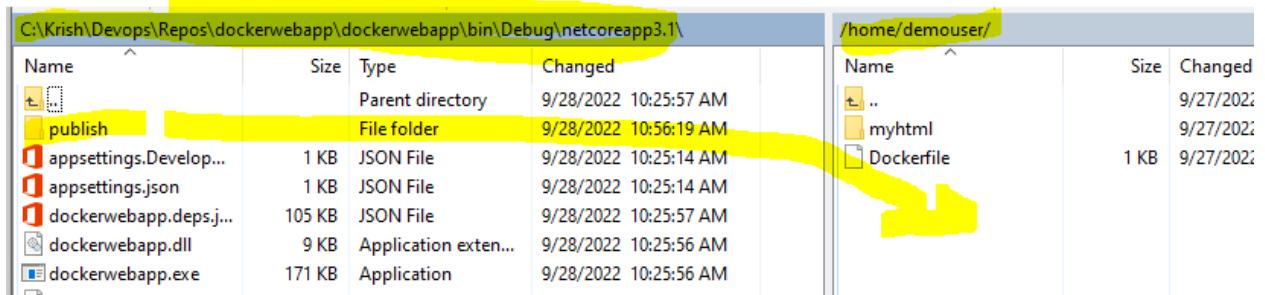 C:\Krish\Devops\Repos\dockerwebapp\dockerwebapp\bin\Debug\netcoreapp3.1\ /home/demouser/
Name Size Type Changed Name Size Changed
.. Parent directory 9/28/2022 10:25:57 AM .. 9/27/2022
publish File folder 9/28/2022 10:56:19 AM myhtml 9/27/2022
appsettings.Develop... 1 KB JSON File 9/28/2022 10:25:14 AM Dockerfile 1 KB 9/27/2022
appsettings.json 1 KB JSON File 9/28/2022 10:25:14 AM
dockerwebapp.deps.j... 105 KB JSON File 9/28/2022 10:25:57 AM
dockerwebapp.dll 9 KB Application exten... 9/28/2022 10:25:56 AM
dockerwebapp.exe 171 KB Application 9/28/2022 10:25:56 AM